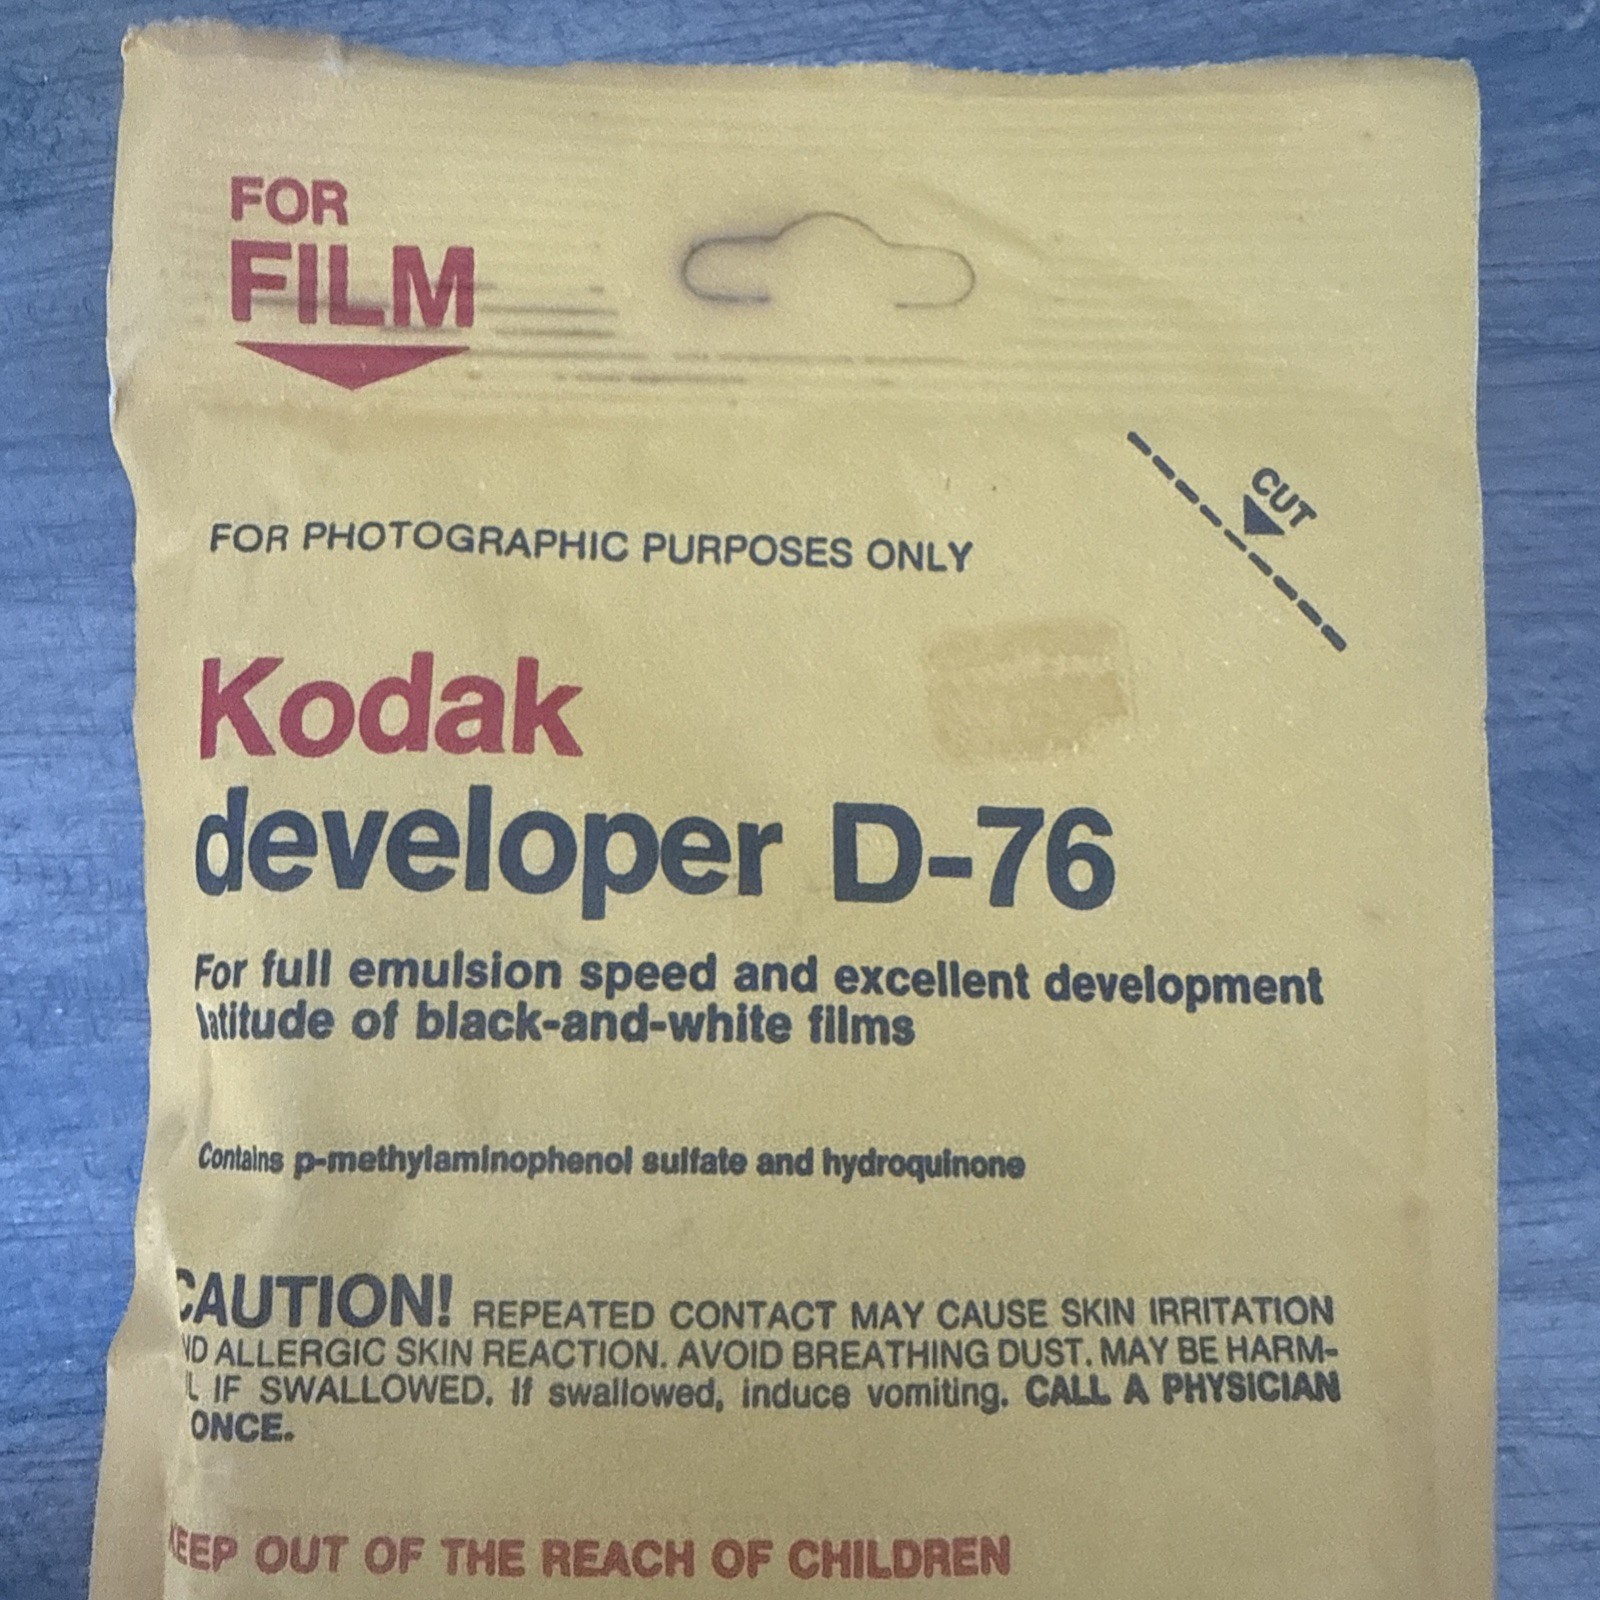 FOR
FILM
CUT
FOR PHOTOGRAPHIC PURPOSES ONLY
Kodak
developer D-76
For full emulsion speed and excellent development
latitude of black-and-white films
Contains p-methylaminophenol sulfate and hydroquinone
CAUTION! REPEATED CONTACT MAY CAUSE SKIN IRRITATION
ND ALLERGIC SKIN REACTION. AVOID BREATHING DUST. MAY BE HARM-
L IF SWALLOWED. If swallowed, induce vomiting. CALL A PHYSICIAN
ONCE.
KEEP OUT OF THE REACH OF CHILDREN